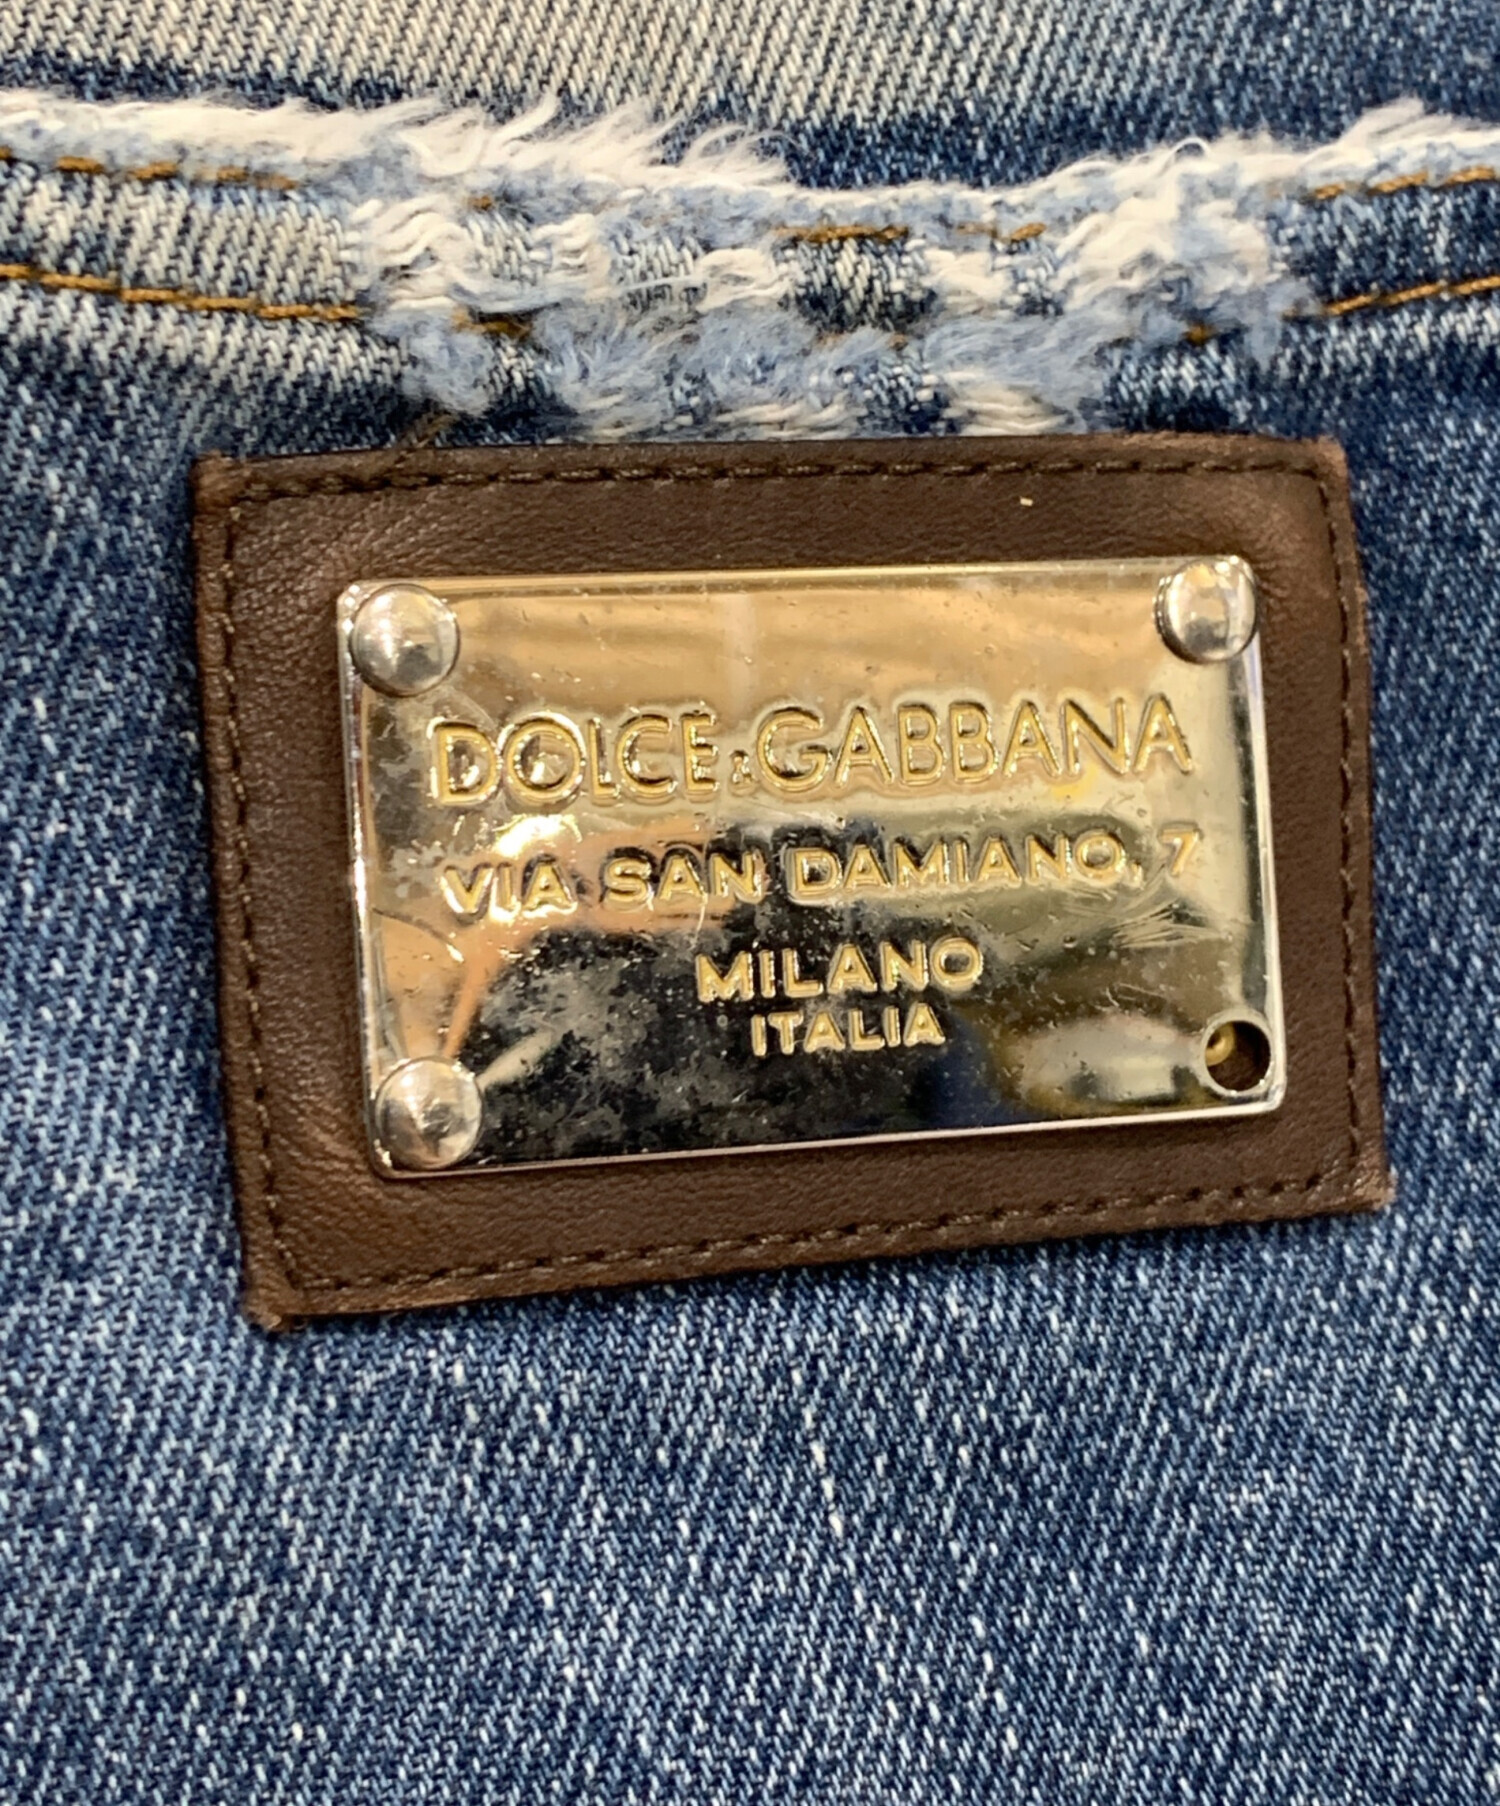 DOLCE&GABBANA
VIA SAN DAMIANO, 7
MILANO
ITALIA